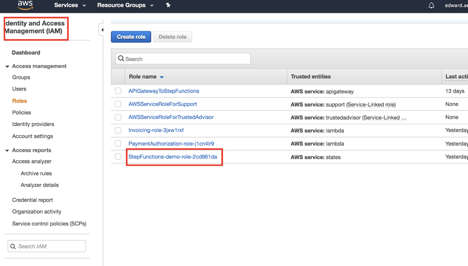 aws Services Resource Groups edward.a
dentity and Access
Management (IAM)
Dashboard
Access management
Groups
Users
Roles
Policies
Identity providers
Account settings
Access reports
Access analyzer
Archive rules
Analyzer details
Credential report
Organization activity
Service control policies (SCPs)
Search IAM
Create role Delete role
Search
Role name Trusted entities Last acti
APIGatewayToStepFunctions AWS service: apigateway 13 days
AWSServiceRoleForSupport AWS service: support (Service-Linked role) None
AWSServiceRoleForTrustedAdvisor AWS service: trustedadvisor (Service-Linked ... None
Invoicing-role-3jxw1rxf AWS service: lambda Yesterday
PaymentAuthorization-role-j1cn4lr9 AWS service: lambda Yesterday
StepFunctions-demo-role-2cd961da AWS service: states Yesterday